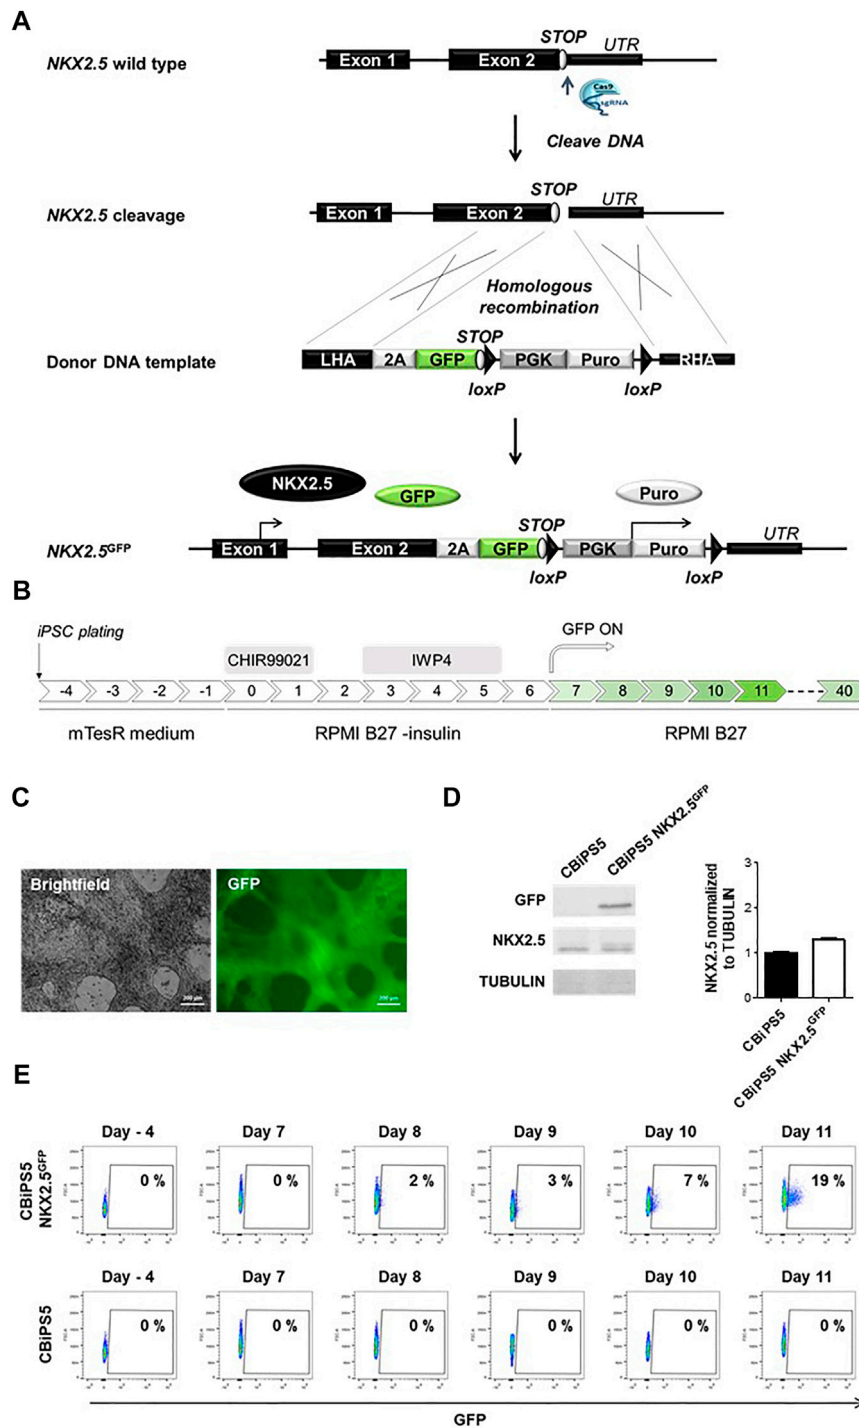 A
NKX2.5 wild type
STOP
UTR
Exon 1
Exon 2
Cas9
sgRNA
Cleave DNA
NKX2.5 cleavage
STOP
UTR
Exon 1
Exon 2
Homologous
recombination
STOP
Donor DNA template
LHA
2A
GFP
PGK
Puro
RHA
loxP
loxP
NKX2.5
GFP
Puro
STOP
UTR
NKX2.5GFP
Exon 1
Exon 2
2A
GFP
PGK
Puro
loxP
loxP
B
iPSC plating
GFP ON
CHIR99021
IWP4
-4 -3 -2 -1 0 1 2 3 4 5 6 7 8 9 10 11 40
mTesR medium
RPMI B27 -insulin
RPMI B27
C
Brightfield
200 µm
GFP
200 µm
D
CBiPS5
CBiPS5 NKX2.5GFP
GFP
NKX2.5
TUBULIN
NKX2.5 normalized
to TUBULIN
3
2
1
0
CBiPS5
CBiPS5 NKX2.5GFP
E
Day - 4
Day 7
Day 8
Day 9
Day 10
Day 11
CBiPS5
NKX2.5GFP
0 %
0 %
2 %
3 %
7 %
19 %
Day - 4
Day 7
Day 8
Day 9
Day 10
Day 11
CBiPS5
0 %
0 %
0 %
0 %
0 %
0 %
GFP